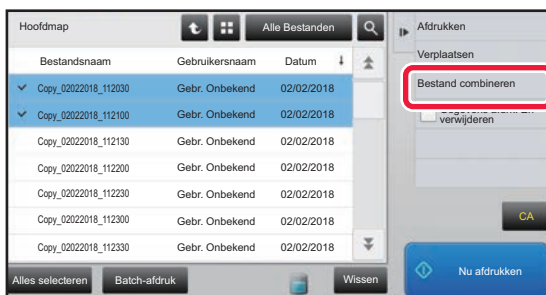 Hoofdmap
Alle Bestanden
Bestandsnaam Gebruikersnaam Datum
Copy_02022018_112030 Gebr. Onbekend 02/02/2018
Copy_02022018_112100 Gebr. Onbekend 02/02/2018
Copy_02022018_112130 Gebr. Onbekend 02/02/2018
Copy_02022018_112200 Gebr. Onbekend 02/02/2018
Copy_02022018_112230 Gebr. Onbekend 02/02/2018
Copy_02022018_112300 Gebr. Onbekend 02/02/2018
Copy_02022018_112330 Gebr. Onbekend 02/02/2018
Alles selecteren Batch-afdruk Wissen
Afdrukken
Verplaatsen
Bestand combineren
verwijderen
CA
Nu afdrukken